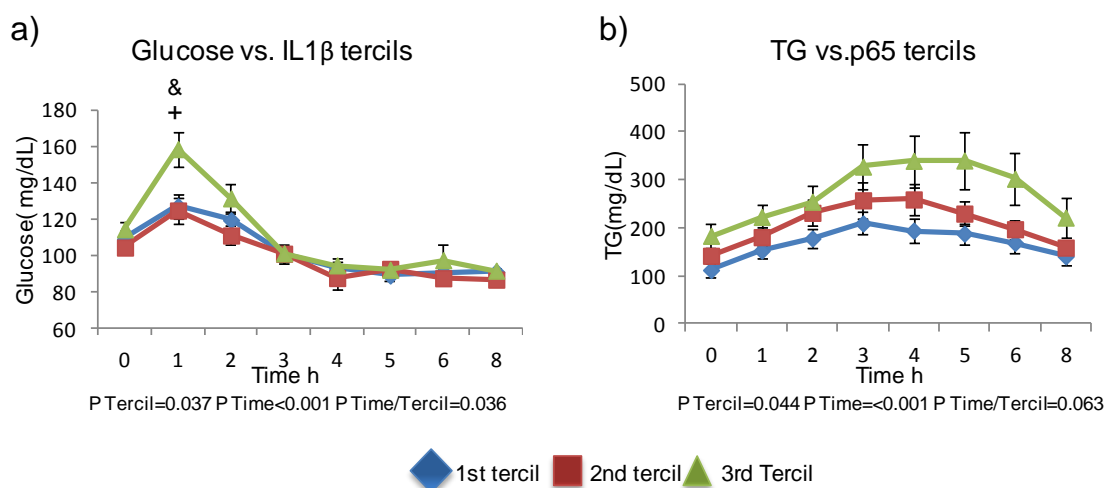 a)
Glucose vs. IL1β tercils
&
+
180
160
140
120
100
80
60
Glucose( mg/dL)
0 1 2 3 4 5 6 8
Time h
P Tercil=0.037 P Time<0.001 P Time/Tercil=0.036
b)
TG vs.p65 tercils
500
400
300
200
100
0
TG(mg/dL)
0 1 2 3 4 5 6 8
Time h
P Tercil=0.044 P Time=<0.001 P Time/Tercil=0.063
1st tercil 2nd tercil 3rd Tercil